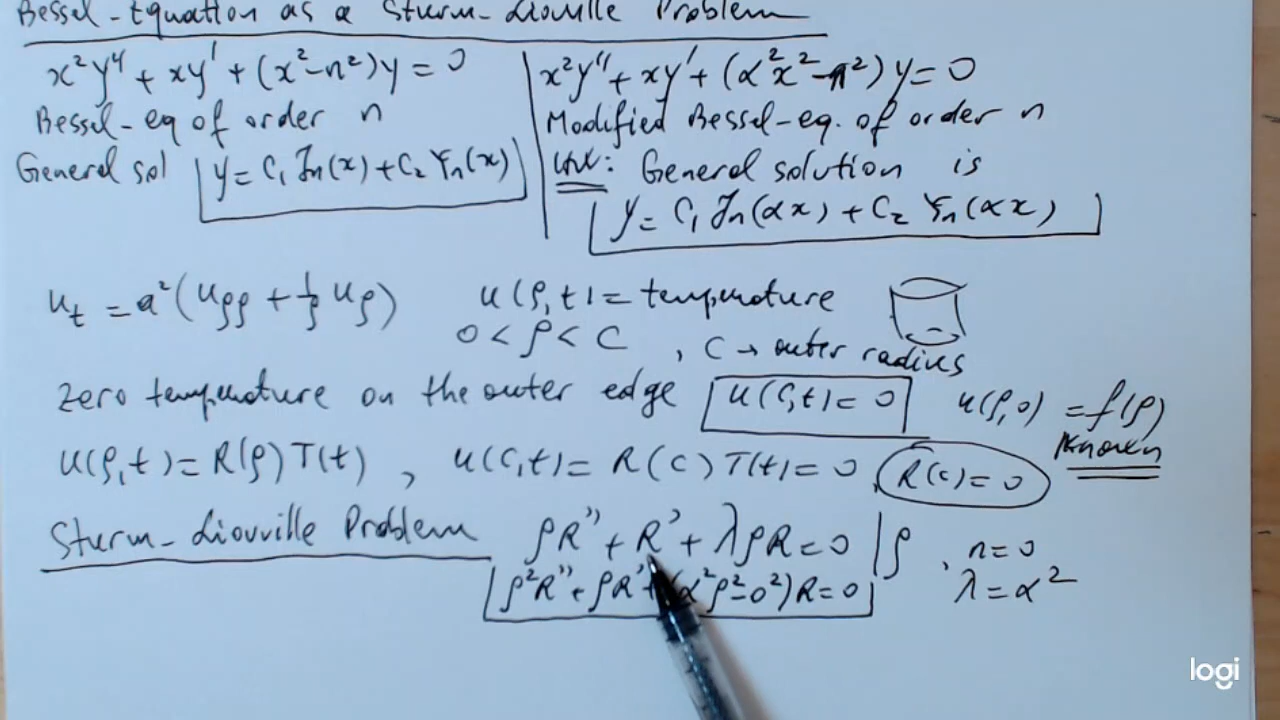 Bessel-Equation as a Sturm-Liouville Problem
x²y'' + xy' + (x²-n²)y = 0
Bessel-eq of order n
General sol y = C₁ Jn(x) + C₂ Yn(x)
x²y'' + xy' + (α²x²-n²)y = 0
Modified Bessel-eq. of order n
HW: General solution is
y = C₁ Jn(αx) + C₂ Yn(αx)
u_t = a²(u_ρρ + 1/ρ u_ρ) u(ρ,t) = temperature
0 < ρ < C , C → outer radius
Zero temperature on the outer edge u(C,t) = 0 u(ρ,0) = f(ρ)
Known
u(ρ,t) = R(ρ)T(t) , u(C,t) = R(C)T(t) = 0 R(C) = 0
Sturm-Liouville Problem ρR'' + R' + λρR = 0 |ρ , n=0
ρ²R'' + ρR' + (α²ρ²-0²)R = 0 λ = α²
logi